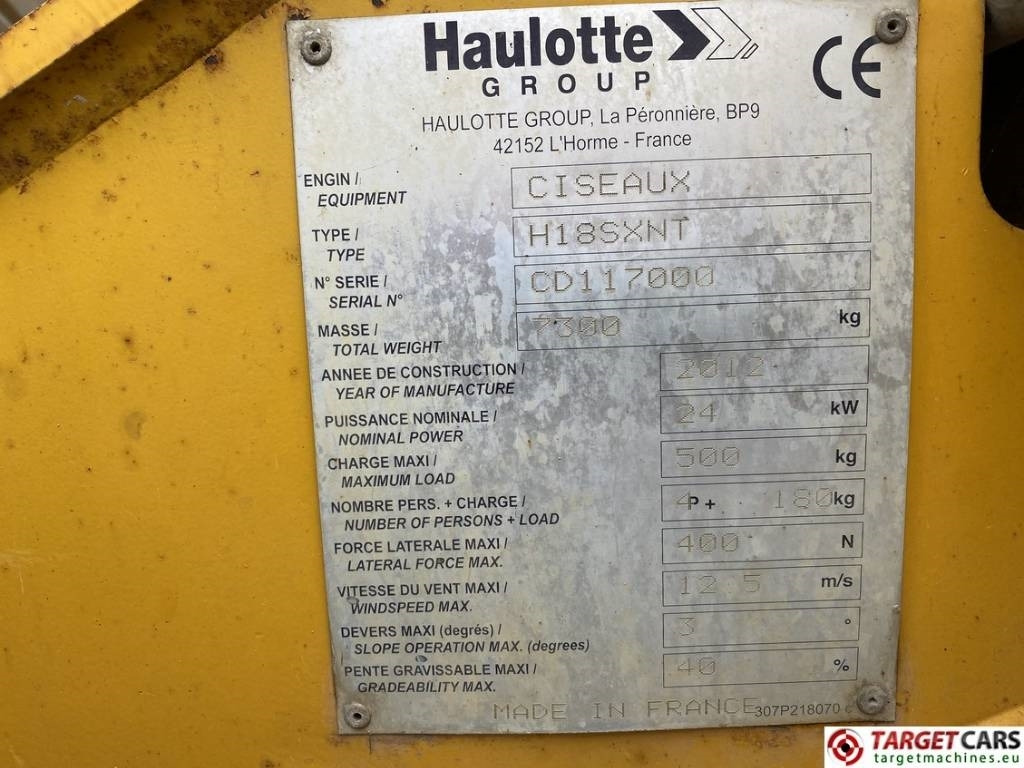 Haulotte
GROUP
CE
HAULOTTE GROUP, La Péronnière, BP9
42152 L'Horme - France
ENGIN / CISEAUX
EQUIPMENT
TYPE / H18SXNT
TYPE
N° SERIE / CD117000
SERIAL N°
MASSE / 7300 kg
TOTAL WEIGHT
ANNEE DE CONSTRUCTION / 2012
YEAR OF MANUFACTURE
PUISSANCE NOMINALE / 24 kW
NOMINAL POWER
CHARGE MAXI / 500 kg
MAXIMUM LOAD
NOMBRE PERS. + CHARGE / 4P + 180kg
NUMBER OF PERSONS + LOAD
FORCE LATERALE MAXI / 400 N
LATERAL FORCE MAX.
VITESSE DU VENT MAXI / 12.5 m/s
WINDSPEED MAX.
DEVERS MAXI (degrés) / 3 °
SLOPE OPERATION MAX. (degrees)
PENTE GRAVISSABLE MAXI / 40 %
GRADEABILITY MAX.
MADE IN FRANCE 307P218070 c
TARGETCARS
targetmachines.eu